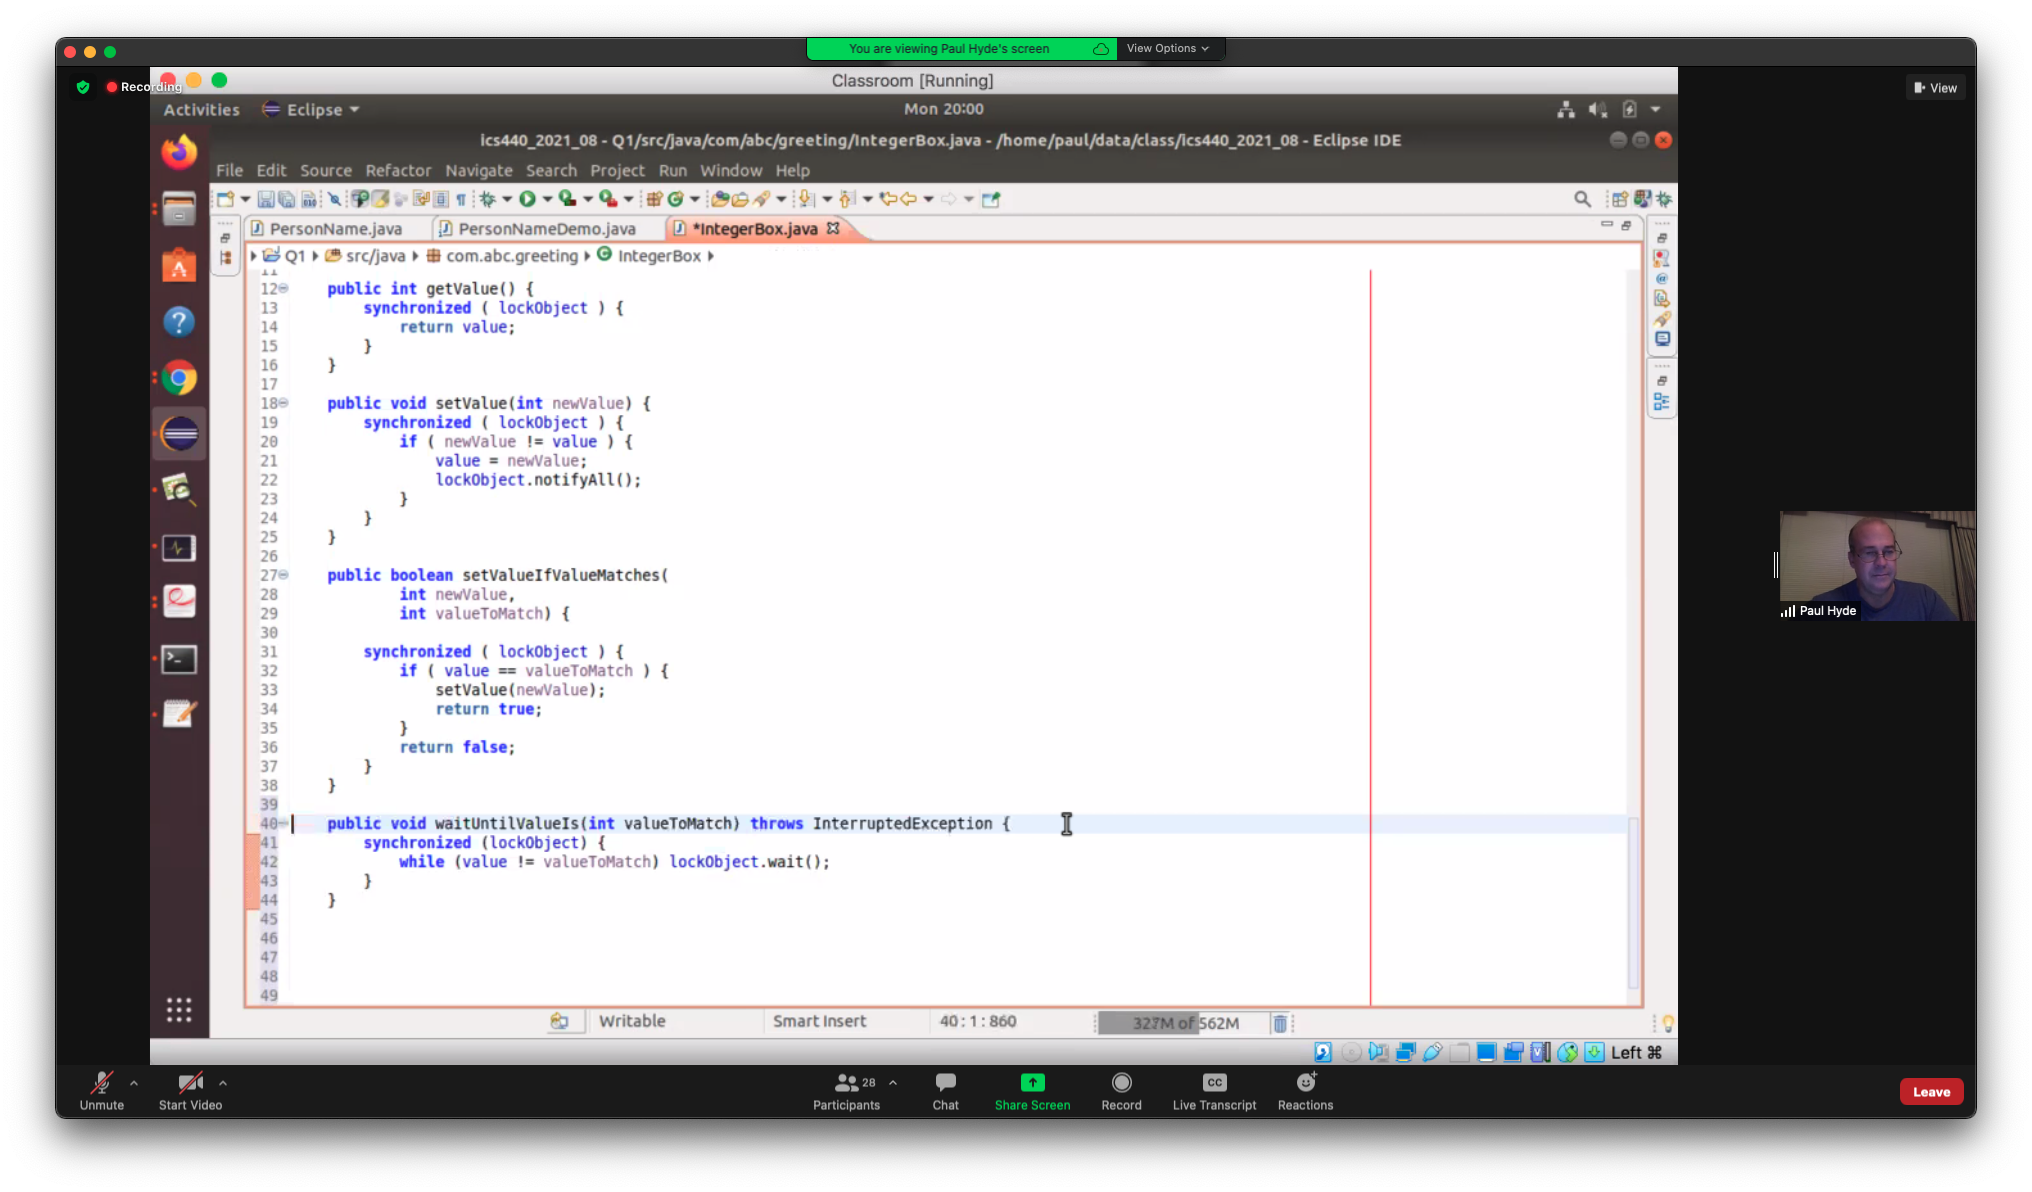 You are viewing Paul Hyde's screen
View Options
Classroom [Running]
Recording
View
Activities
Eclipse
Mon 20:00
ics440_2021_08 - Q1/src/java/com/abc/greeting/IntegerBox.java - /home/paul/data/class/ics440_2021_08 - Eclipse IDE
File Edit Source Refactor Navigate Search Project Run Window Help
PersonName.java
PersonNameDemo.java
*IntegerBox.java
Q1
src/java
com.abc.greeting
IntegerBox
11
12     public int getValue() {
13         synchronized ( lockObject ) {
14             return value;
15         }
16     }
17
18     public void setValue(int newValue) {
19         synchronized ( lockObject ) {
20             if ( newValue != value ) {
21                 value = newValue;
22                 lockObject.notifyAll();
23             }
24         }
25     }
26
27     public boolean setValueIfValueMatches(
28             int newValue,
29             int valueToMatch) {
30
31         synchronized ( lockObject ) {
32             if ( value == valueToMatch ) {
33                 setValue(newValue);
34                 return true;
35             }
36             return false;
37         }
38     }
39
40     public void waitUntilValueIs(int valueToMatch) throws InterruptedException {
41         synchronized (lockObject) {
42             while (value != valueToMatch) lockObject.wait();
43         }
44     }
45
46
47
48
49
Writable
Smart Insert
40 : 1 : 860
327M of 562M
Left ⌘
Paul Hyde
Unmute
Start Video
28
Participants
Chat
Share Screen
Record
CC
Live Transcript
Reactions
Leave